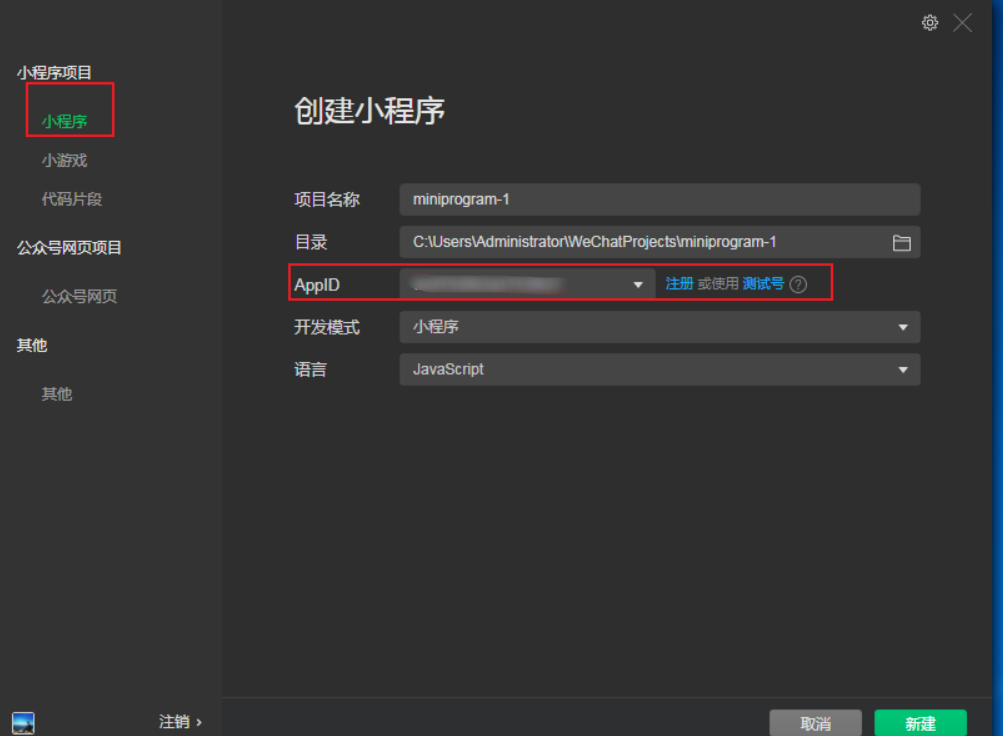 小程序项目
小程序
小游戏
代码片段
公众号网页项目
公众号网页
其他
其他
注销 ›
创建小程序
项目名称 miniprogram-1
目录 C:\Users\Administrator\WeChatProjects\miniprogram-1
AppID 注册 或使用 测试号 ?
开发模式 小程序
语言 JavaScript
取消 新建